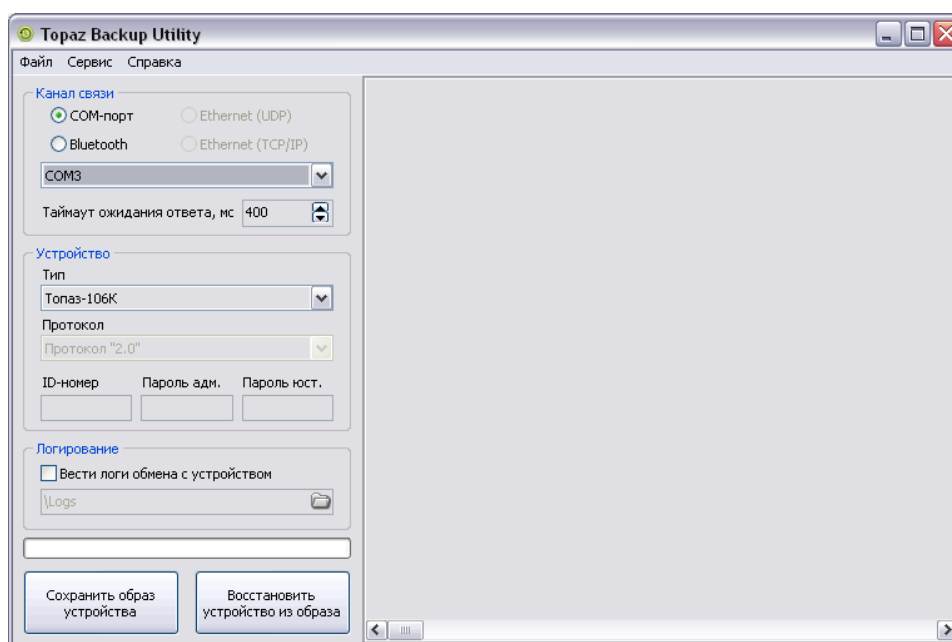 Topaz Backup Utility
Файл Сервис Справка
Канал связи
COM-порт Ethernet (UDP)
Bluetooth Ethernet (TCP/IP)
COM3
Таймаут ожидания ответа, мс 400
Устройство
Тип
Топаз-106К
Протокол
Протокол "2.0"
ID-номер Пароль адм. Пароль юст.
Логирование
Вести логи обмена с устройством
\Logs
Сохранить образ Восстановить
устройства устройство из образа